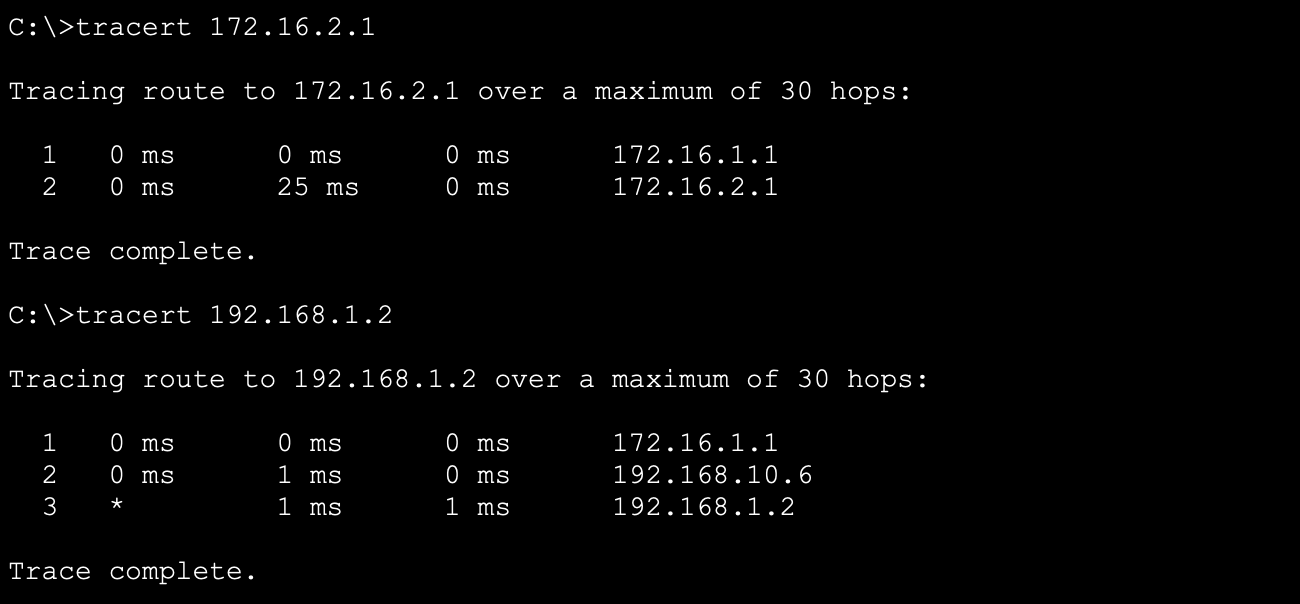 C:\>tracert 172.16.2.1
Tracing route to 172.16.2.1 over a maximum of 30 hops:
1 0 ms 0 ms 0 ms 172.16.1.1
2 0 ms 25 ms 0 ms 172.16.2.1
Trace complete.
C:\>tracert 192.168.1.2
Tracing route to 192.168.1.2 over a maximum of 30 hops:
1 0 ms 0 ms 0 ms 172.16.1.1
2 0 ms 1 ms 0 ms 192.168.10.6
3 * 1 ms 1 ms 192.168.1.2
Trace complete.